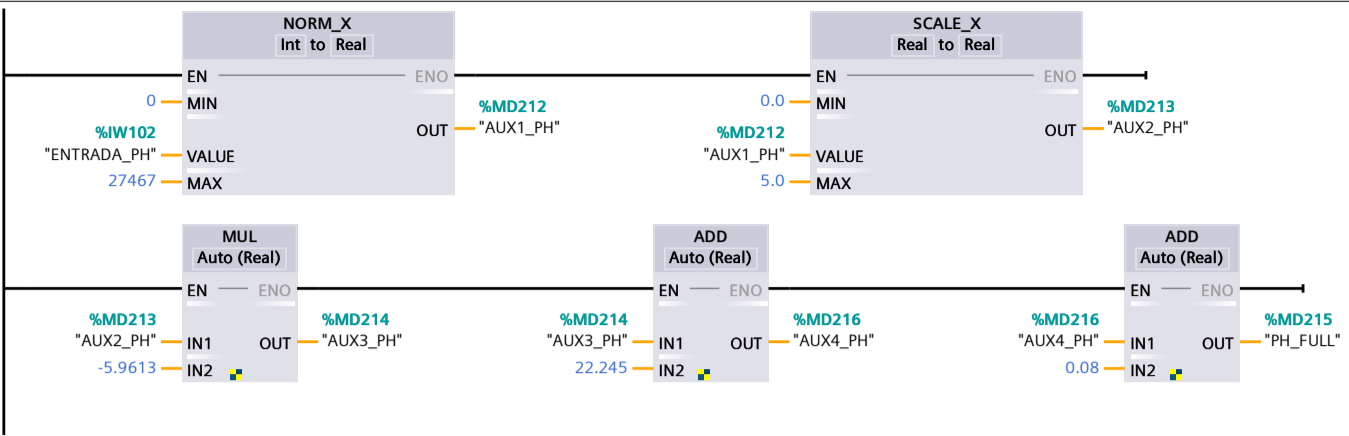 NORM_X
Int to Real
EN
ENO
0
MIN
%MD212
OUT
"AUX1_PH"
%IW102
"ENTRADA_PH"
VALUE
27467
MAX
SCALE_X
Real to Real
EN
ENO
0.0
MIN
%MD213
OUT
"AUX2_PH"
%MD212
"AUX1_PH"
VALUE
5.0
MAX
MUL
Auto (Real)
EN
ENO
%MD213
"AUX2_PH"
IN1
%MD214
OUT
"AUX3_PH"
-5.9613
IN2
ADD
Auto (Real)
EN
ENO
%MD214
"AUX3_PH"
IN1
%MD216
OUT
"AUX4_PH"
22.245
IN2
ADD
Auto (Real)
EN
ENO
%MD216
"AUX4_PH"
IN1
%MD215
OUT
"PH_FULL"
0.08
IN2